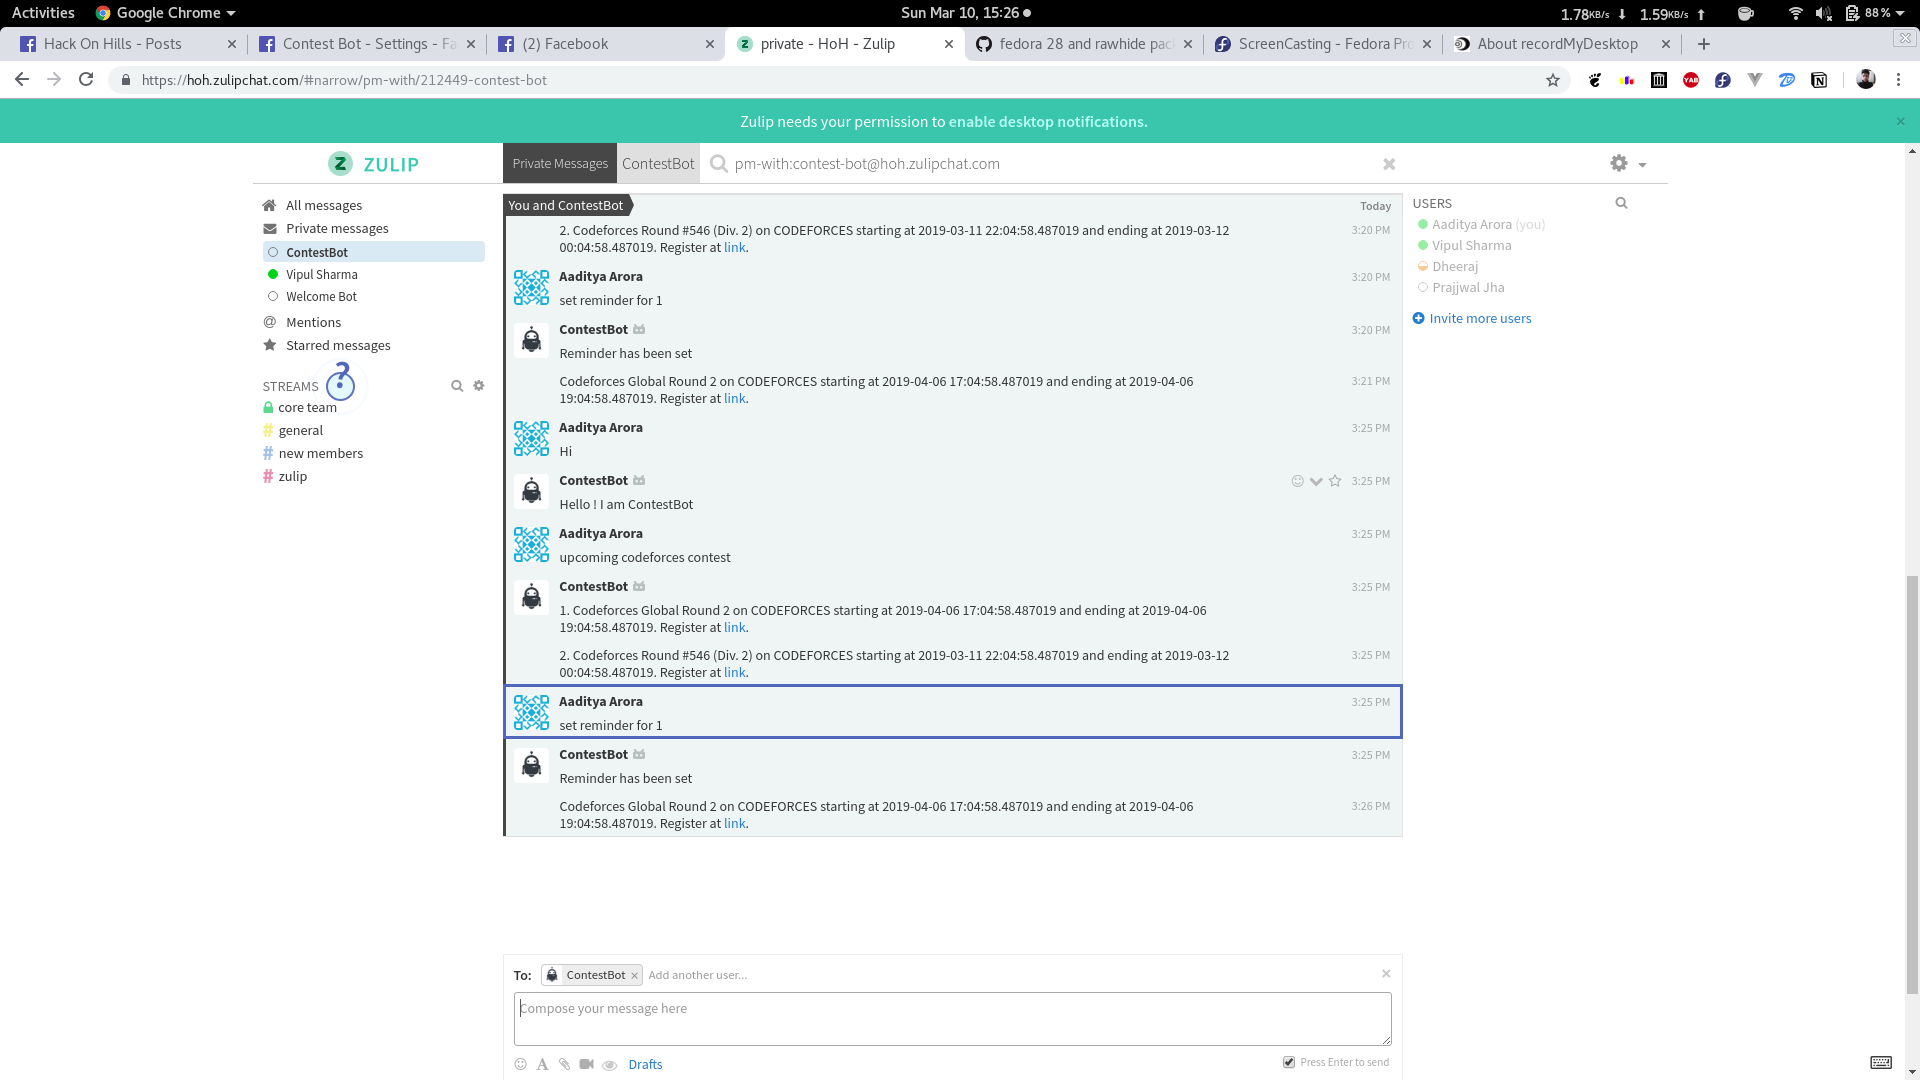 Activities Google Chrome Sun Mar 10, 15:26 1.78KB/s 1.59KB/s 88%
Hack On Hills - Posts Contest Bot - Settings - Fa (2) Facebook private - HoH - Zulip fedora 28 and rawhide pac ScreenCasting - Fedora Pro About recordMyDesktop
https://hoh.zulipchat.com/#narrow/pm-with/212449-contest-bot
Zulip needs your permission to enable desktop notifications.
ZULIP Private Messages ContestBot pm-with:contest-bot@hoh.zulipchat.com
All messages
Private messages
ContestBot
Vipul Sharma
Welcome Bot
Mentions
Starred messages
STREAMS
?
core team
general
new members
zulip
You and ContestBot Today
2. Codeforces Round #546 (Div. 2) on CODEFORCES starting at 2019-03-11 22:04:58.487019 and ending at 2019-03-12 3:20 PM
00:04:58.487019. Register at link.
Aaditya Arora 3:20 PM
set reminder for 1
ContestBot 3:20 PM
Reminder has been set
Codeforces Global Round 2 on CODEFORCES starting at 2019-04-06 17:04:58.487019 and ending at 2019-04-06 3:21 PM
19:04:58.487019. Register at link.
Aaditya Arora 3:25 PM
Hi
ContestBot 3:25 PM
Hello ! I am ContestBot
Aaditya Arora 3:25 PM
upcoming codeforces contest
ContestBot 3:25 PM
1. Codeforces Global Round 2 on CODEFORCES starting at 2019-04-06 17:04:58.487019 and ending at 2019-04-06
19:04:58.487019. Register at link.
2. Codeforces Round #546 (Div. 2) on CODEFORCES starting at 2019-03-11 22:04:58.487019 and ending at 2019-03-12 3:25 PM
00:04:58.487019. Register at link.
Aaditya Arora 3:25 PM
set reminder for 1
ContestBot 3:25 PM
Reminder has been set
Codeforces Global Round 2 on CODEFORCES starting at 2019-04-06 17:04:58.487019 and ending at 2019-04-06 3:26 PM
19:04:58.487019. Register at link.
USERS
Aaditya Arora (you)
Vipul Sharma
Dheeraj
Prajjwal Jha
Invite more users
To: ContestBot × Add another user...
Compose your message here
Drafts Press Enter to send